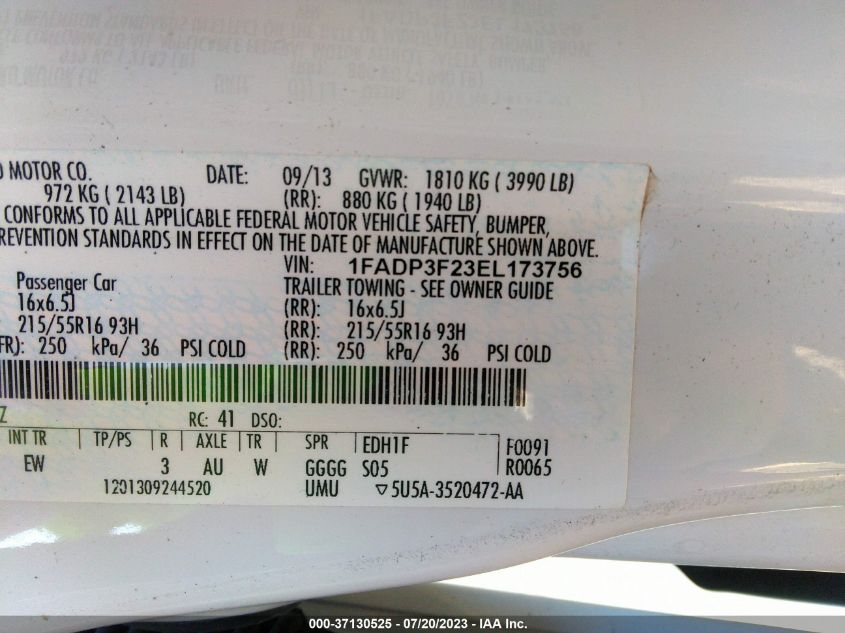 MOTOR CO. DATE: 09/13 GVWR: 1810 KG ( 3990 LB)
972 KG ( 2143 LB) (RR): 880 KG ( 1940 LB)
CONFORMS TO ALL APPLICABLE FEDERAL MOTOR VEHICLE SAFETY, BUMPER,
REVENTION STANDARDS IN EFFECT ON THE DATE OF MANUFACTURE SHOWN ABOVE.
VIN: 1FADP3F23EL173756
Passenger Car TRAILER TOWING - SEE OWNER GUIDE
16x6.5J (RR): 16x6.5J
215/55R16 93H (RR): 215/55R16 93H
FR): 250 kPa/ 36 PSI COLD (RR): 250 kPa/ 36 PSI COLD
Z RC: 41 DSO:
INT TR TP/PS R AXLE TR SPR EDH1F F0091
EW 3 AU W GGGG S05 R0065
1201309244520 UMU ▽5U5A-3520472-AA
000-37130525 - 07/20/2023 - IAA Inc.